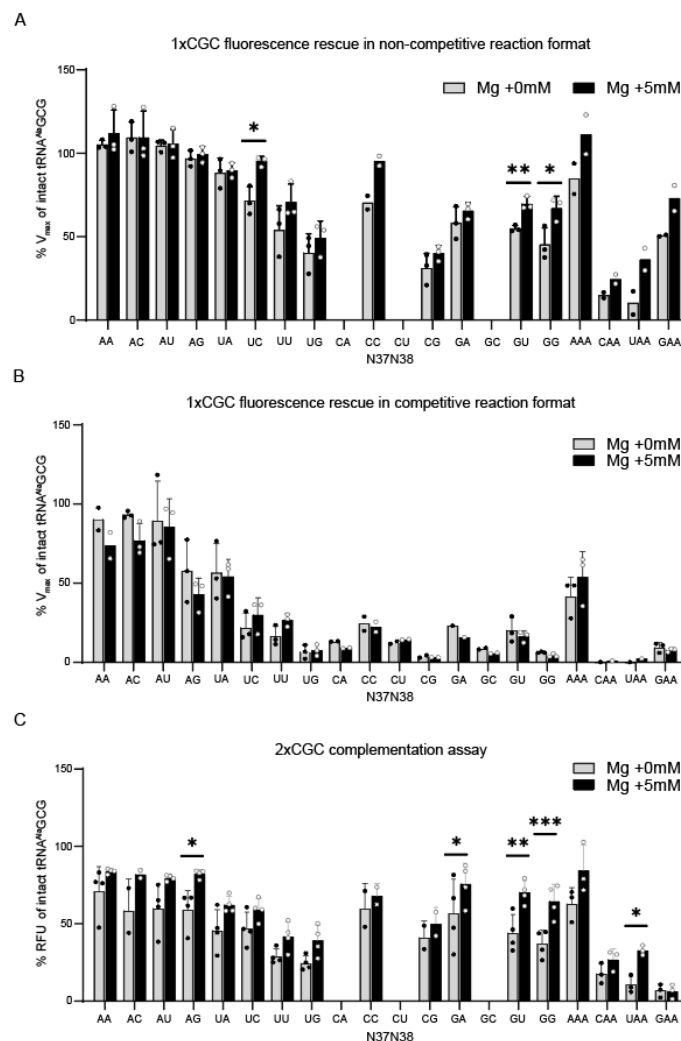 A
1xCGC fluorescence rescue in non-competitive reaction format
Mg +0mM Mg +5mM
% Vmax of intact tRNAAlaGCG
150
100
50
0
* ** *
AA AC AU AG UA UC UU UG CA CC CU CG GA GC GU GG AAA CAA UAA GAA
N37N38
B
1xCGC fluorescence rescue in competitive reaction format
Mg +0mM
Mg +5mM
% Vmax of intact tRNAAlaGCG
150
100
50
0
AA AC AU AG UA UC UU UG CA CC CU CG GA GC GU GG AAA CAA UAA GAA
N37N38
C
2xCGC complementation assay
Mg +0mM
Mg +5mM
% RFU of intact tRNAAlaGCG
150
100
50
0
* * ** *** *
AA AC AU AG UA UC UU UG CA CC CU CG GA GC GU GG AAA CAA UAA GAA
N37N38